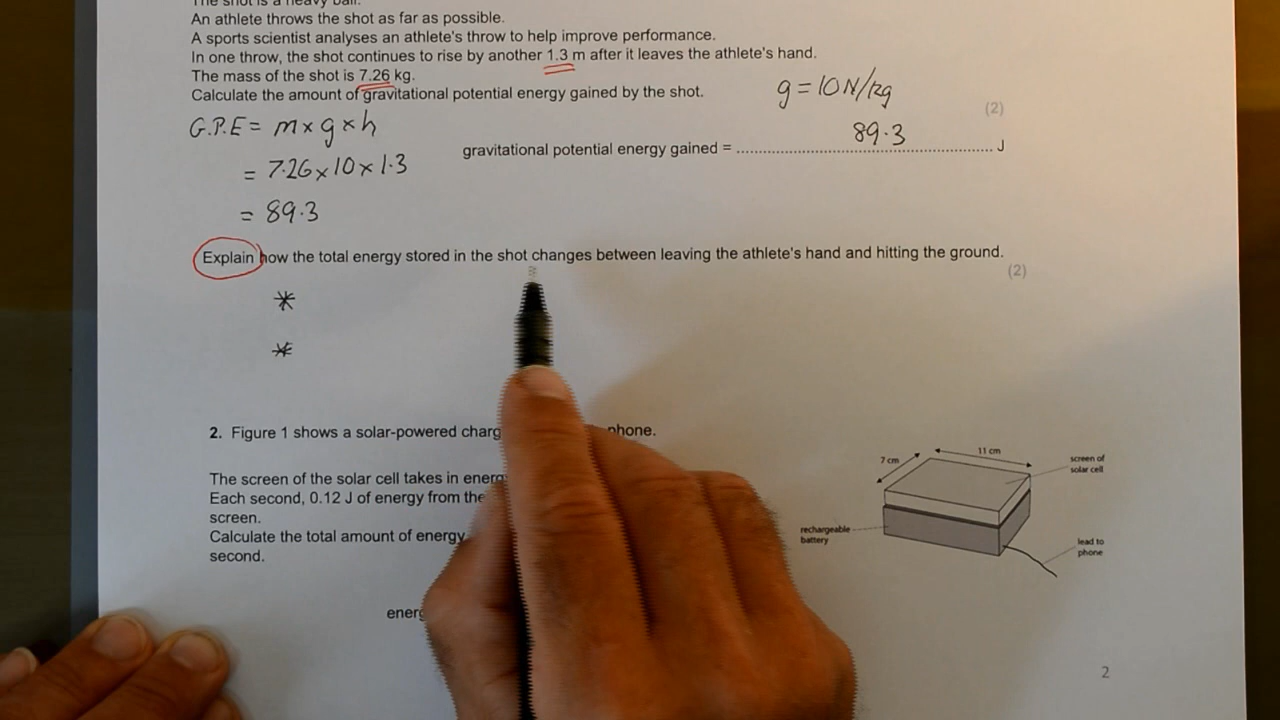 The shot is a heavy ball.
An athlete throws the shot as far as possible.
A sports scientist analyses an athlete's throw to help improve performance.
In one throw, the shot continues to rise by another 1.3 m after it leaves the athlete's hand.
The mass of the shot is 7.26 kg.
Calculate the amount of gravitational potential energy gained by the shot.
g = 10 N/kg
(2)
G.P.E = m x g x h
gravitational potential energy gained = 89.3 J
= 7.26 x 10 x 1.3
= 89.3
Explain how the total energy stored in the shot changes between leaving the athlete's hand and hitting the ground.
(2)
*
*
2. Figure 1 shows a solar-powered charg phone.
The screen of the solar cell takes in energ
Each second, 0.12 J of energy from the
screen.
Calculate the total amount of energy
second.
energ
7 cm
11 cm
screen of
solar cell
rechargeable
battery
lead to
phone
2